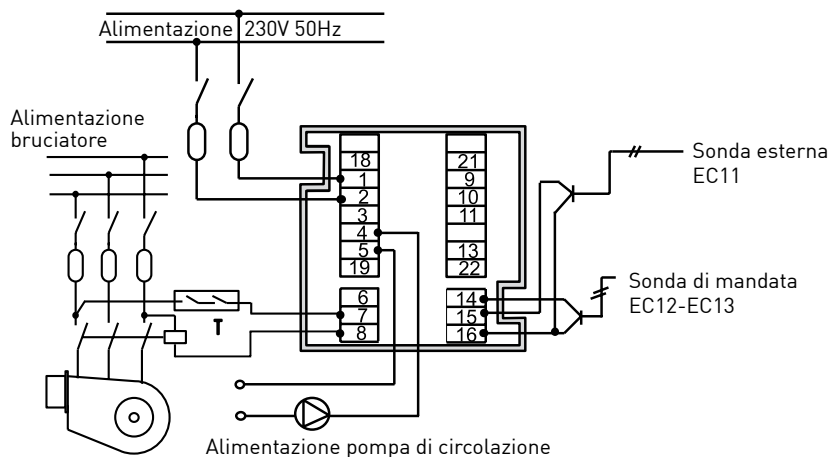 Alimentazione 230V 50Hz
Alimentazione
bruciatore
18
1
2
3
4
5
19
6
7
8
21
9
10
11
13
22
14
15
16
Sonda esterna
EC11
Sonda di mandata
EC12-EC13
T
Alimentazione pompa di circolazione